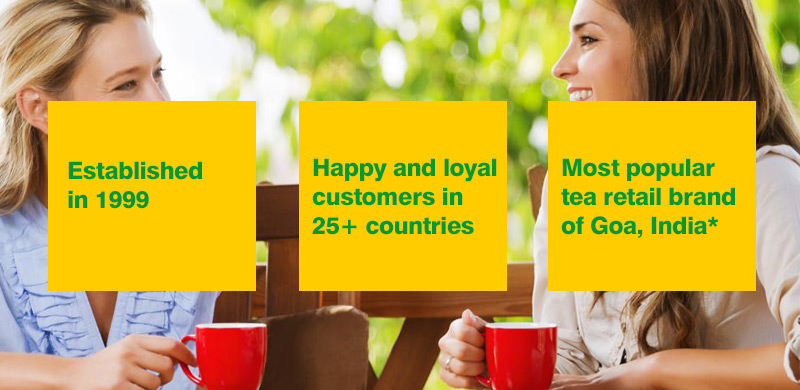 Established
in 1999
Happy and loyal
customers in
25+ countries
Most popular
tea retail brand
of Goa, India*